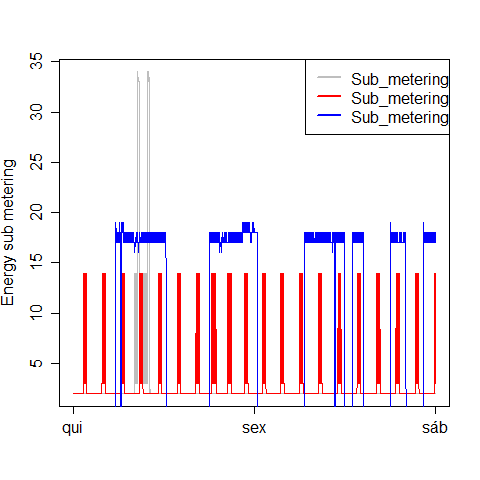 35
30
25
20
15
10
5
Energy sub metering
Sub_metering
Sub_metering
Sub_metering
qui
sex
sáb